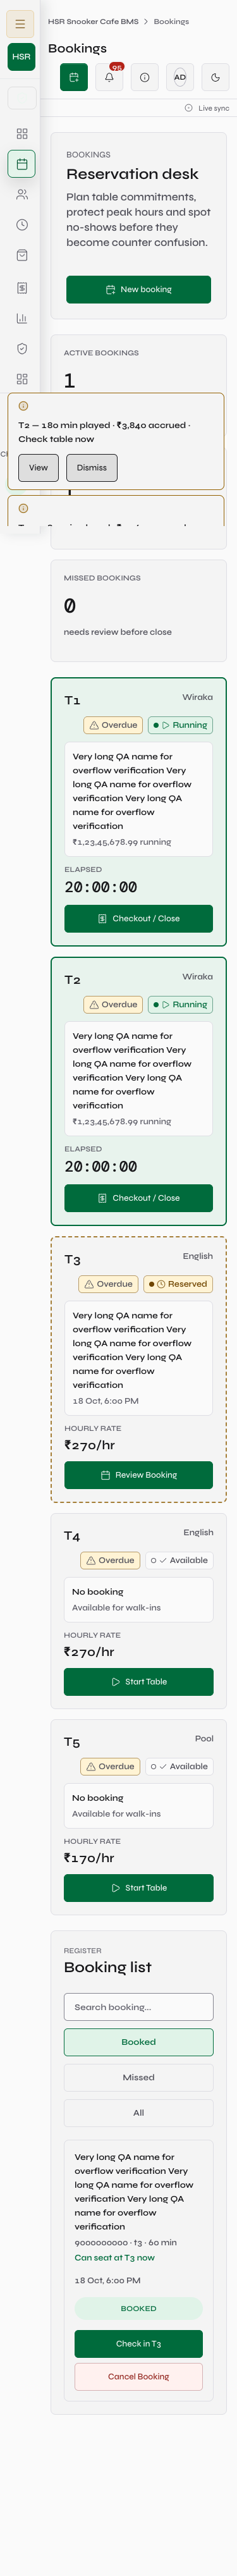 HSR Snooker Cafe BMS > Bookings
HSR
Bookings
95
AD
Live sync
BOOKINGS
Reservation desk
Plan table commitments,
protect peak hours and spot
no-shows before they
become counter confusion.
New booking
ACTIVE BOOKINGS
1
T2 — 180 min played · ₹3,840 accrued ·
Check table now
View
Dismiss
MISSED BOOKINGS
0
needs review before close
T1
Wiraka
Overdue
Running
Very long QA name for
overflow verification Very
long QA name for overflow
verification Very long QA
name for overflow
verification
₹1,23,45,678.99 running
ELAPSED
20:00:00
Checkout / Close
T2
Wiraka
Overdue
Running
Very long QA name for
overflow verification Very
long QA name for overflow
verification Very long QA
name for overflow
verification
₹1,23,45,678.99 running
ELAPSED
20:00:00
Checkout / Close
T3
English
Overdue
Reserved
Very long QA name for
overflow verification Very
long QA name for overflow
verification Very long QA
name for overflow
verification
18 Oct, 6:00 PM
HOURLY RATE
₹270/hr
Review Booking
T4
English
Overdue
Available
No booking
Available for walk-ins
HOURLY RATE
₹270/hr
Start Table
T5
Pool
Overdue
Available
No booking
Available for walk-ins
HOURLY RATE
₹170/hr
Start Table
REGISTER
Booking list
Search booking...
Booked
Missed
All
Very long QA name for
overflow verification Very
long QA name for overflow
verification Very long QA
name for overflow
verification
9000000000 · t3 · 60 min
Can seat at T3 now
18 Oct, 6:00 PM
BOOKED
Check in T3
Cancel Booking